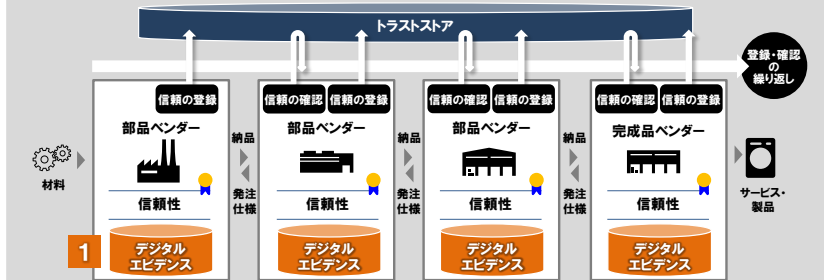 トラストストア
登録・確認
の
繰り返し
信頼の登録
信頼の確認
信頼の登録
信頼の確認
信頼の登録
信頼の確認
信頼の登録
部品ベンダー
部品ベンダー
部品ベンダー
完成品ベンダー
納品
納品
納品
材料
発注
仕様
発注
仕様
発注
仕様
サービス・
製品
信頼性
信頼性
信頼性
信頼性
1
デジタル
エビデンス
デジタル
エビデンス
デジタル
エビデンス
デジタル
エビデンス